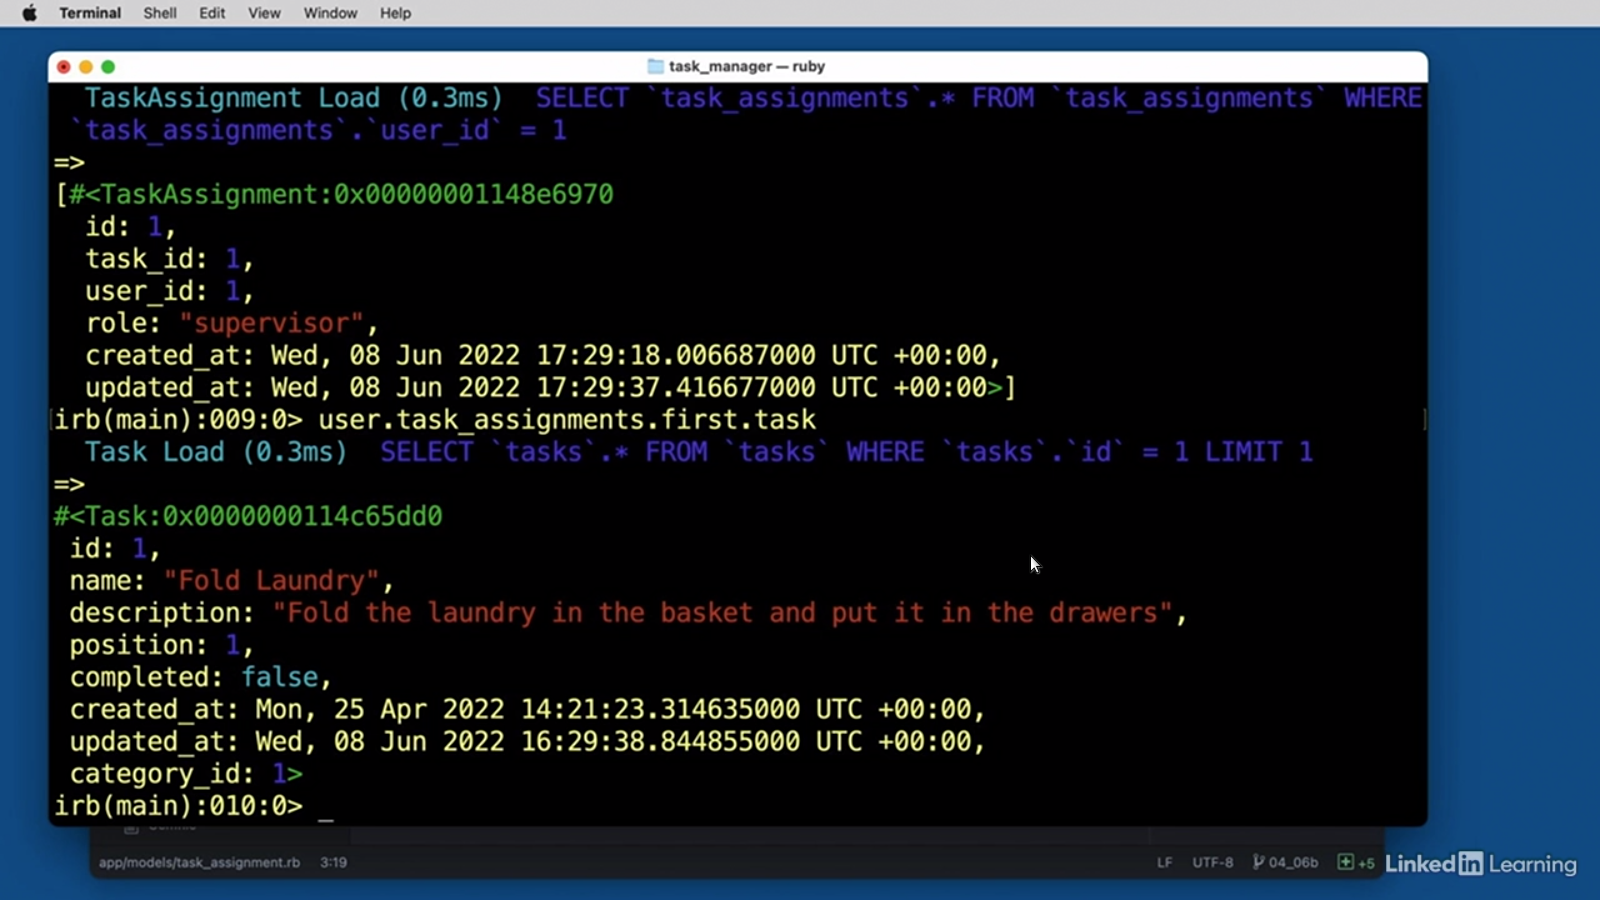 Terminal Shell Edit View Window Help
task_manager — ruby
TaskAssignment Load (0.3ms)  SELECT `task_assignments`.* FROM `task_assignments` WHERE
`task_assignments`.`user_id` = 1
=>
[#<TaskAssignment:0x00000001148e6970
id: 1,
task_id: 1,
user_id: 1,
role: "supervisor",
created_at: Wed, 08 Jun 2022 17:29:18.006687000 UTC +00:00,
updated_at: Wed, 08 Jun 2022 17:29:37.416677000 UTC +00:00>]
irb(main):009:0> user.task_assignments.first.task
Task Load (0.3ms)  SELECT `tasks`.* FROM `tasks` WHERE `tasks`.`id` = 1 LIMIT 1
=>
#<Task:0x0000000114c65dd0
id: 1,
name: "Fold Laundry",
description: "Fold the laundry in the basket and put it in the drawers",
position: 1,
completed: false,
created_at: Mon, 25 Apr 2022 14:21:23.314635000 UTC +00:00,
updated_at: Wed, 08 Jun 2022 16:29:38.844855000 UTC +00:00,
category_id: 1>
irb(main):010:0> _
app/models/task_assignment.rb 3:19 LF UTF-8 04_06b +5
LinkedIn Learning